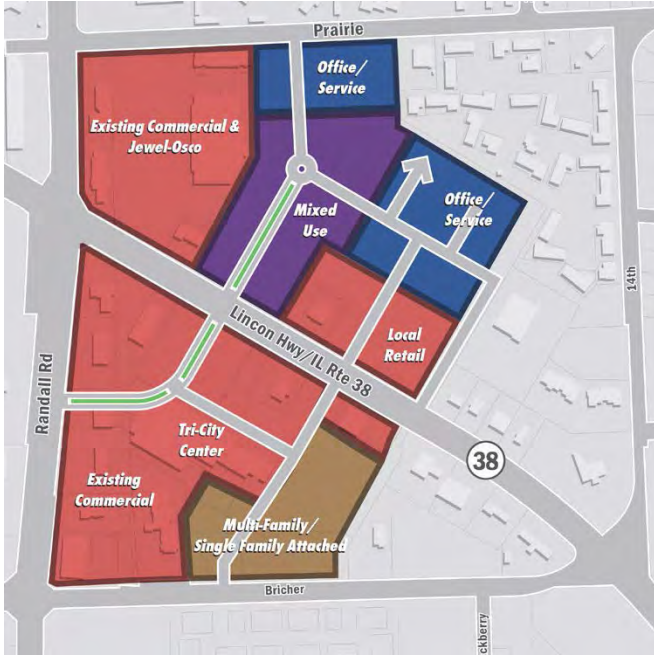 Prairie
Office/
Service
Existing Commercial &
Jewel-Osco
Mixed
Use
Office/
Service
14th
Lincon Hwy/IL Rte 38
Local
Retail
Randall Rd
Tri-City
Center
38
Existing
Commercial
Multi-Family/
Single Family Attached
Bricher
ckberry